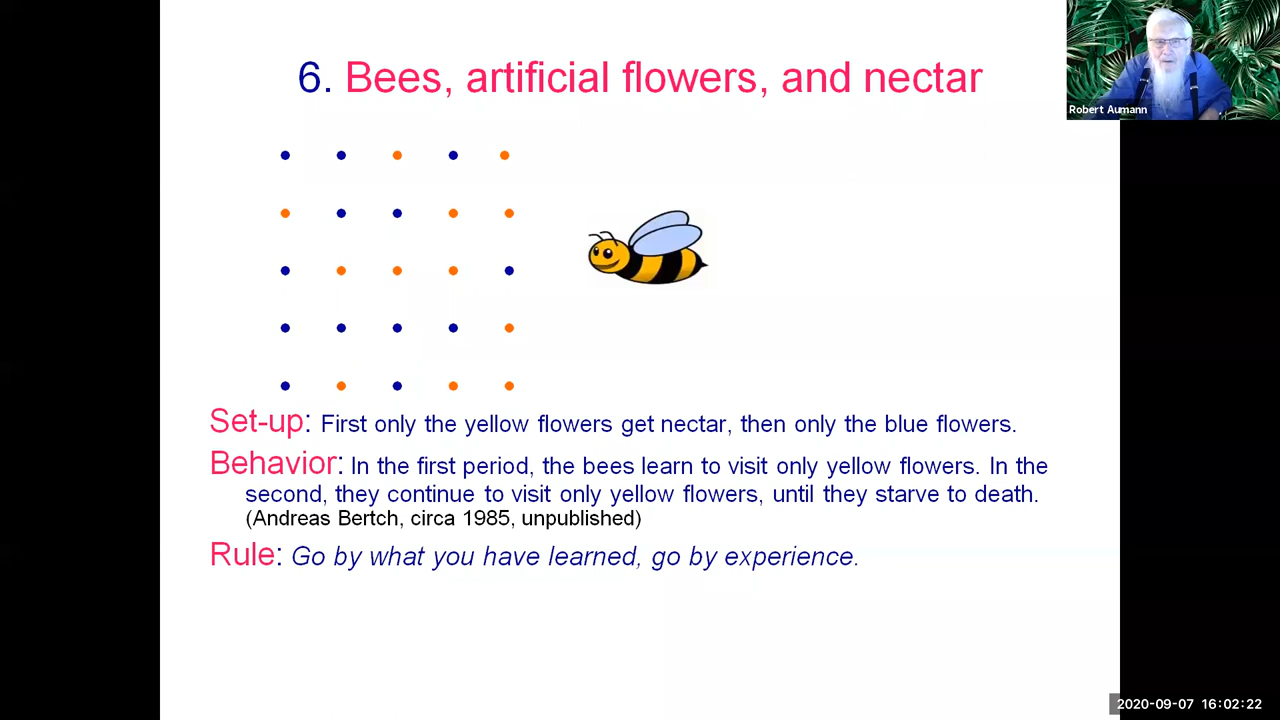 6. Bees, artificial flowers, and nectar
Robert Aumann
Set-up: First only the yellow flowers get nectar, then only the blue flowers.
Behavior: In the first period, the bees learn to visit only yellow flowers. In the
second, they continue to visit only yellow flowers, until they starve to death.
(Andreas Bertch, circa 1985, unpublished)
Rule: Go by what you have learned, go by experience.
2020-09-07 16:02:22